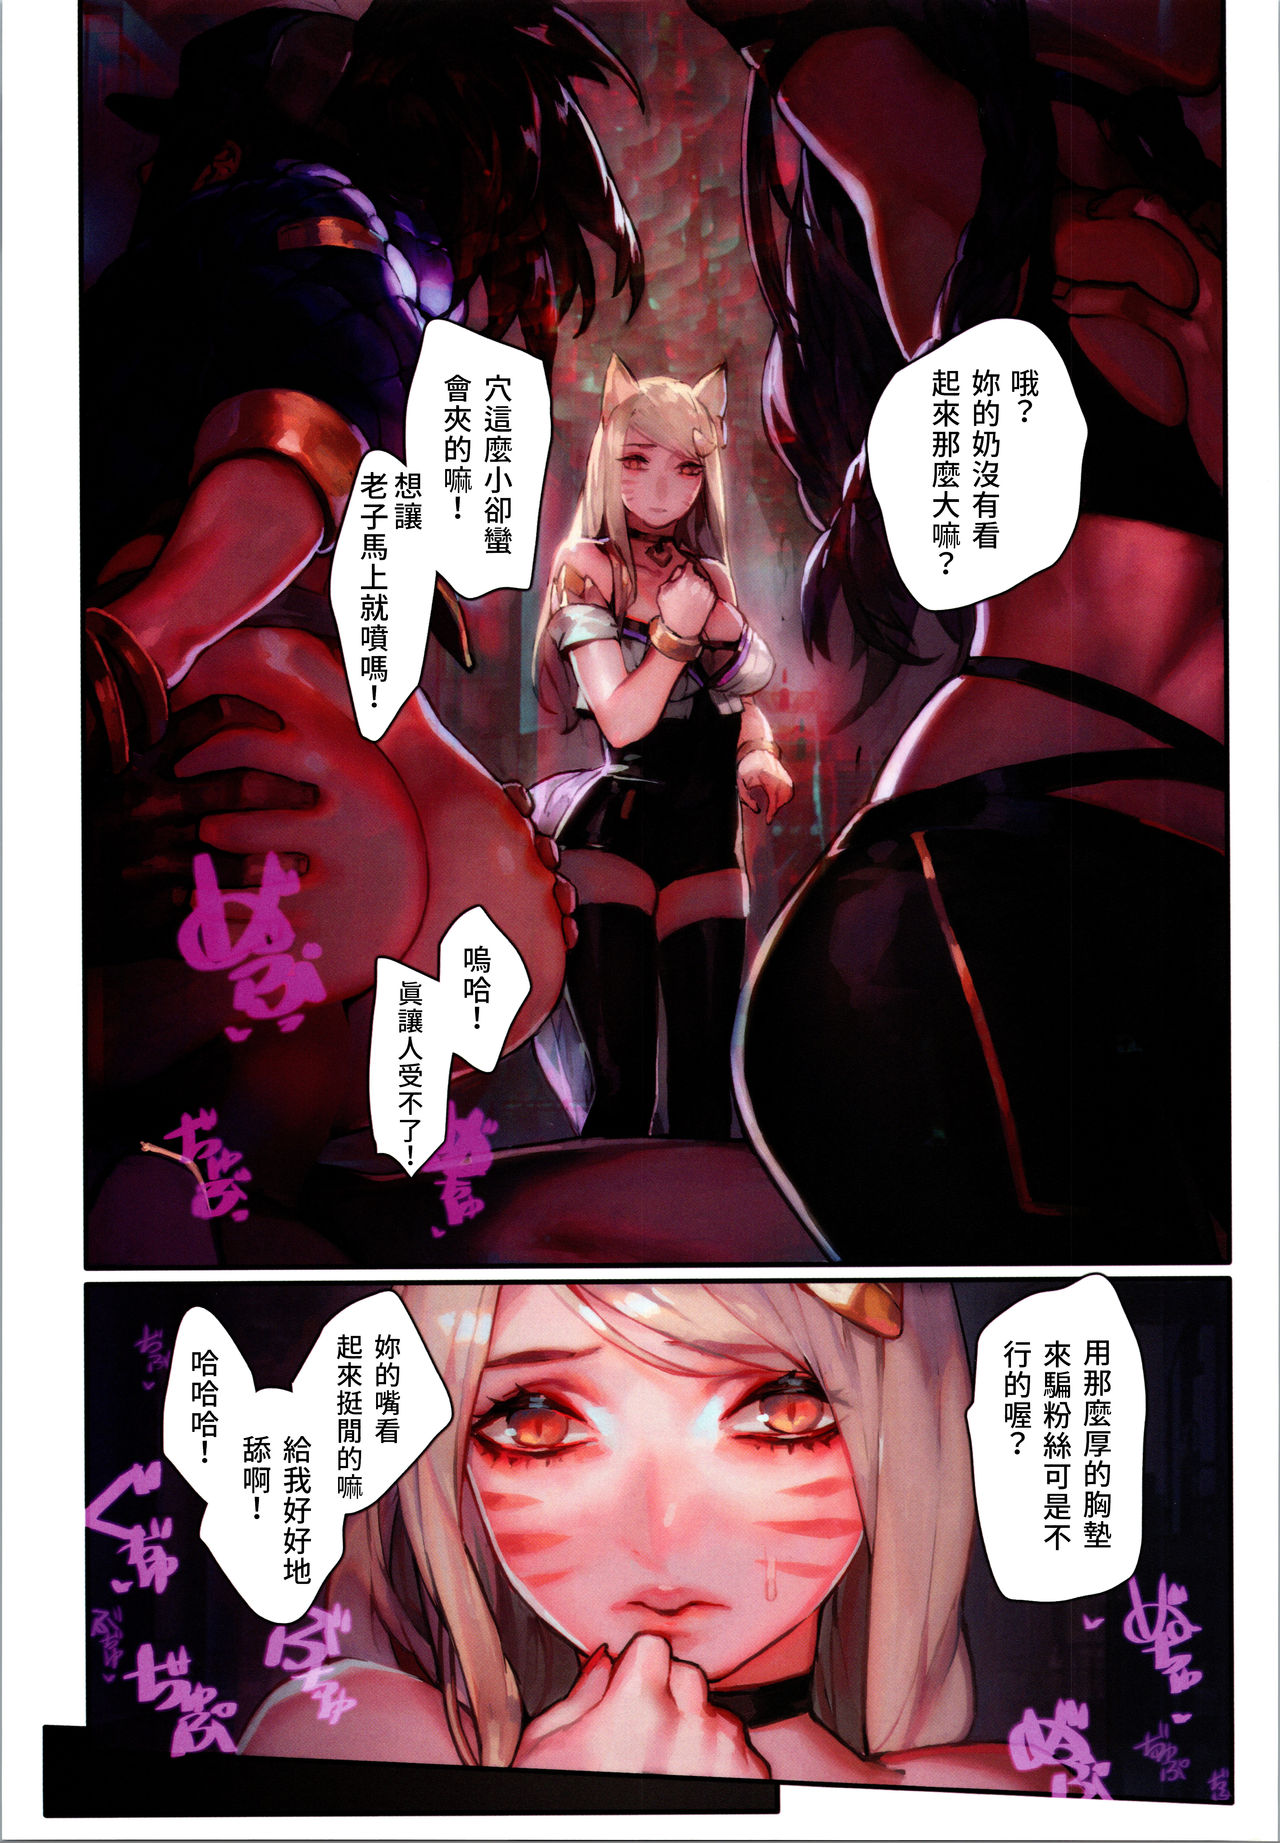 哦？
妳的奶沒有看
起來那麼大嘛？
穴這麼小卻蠻
會夾的嘛！
想讓
老子馬上就噴嗎！
嗚哈！
眞讓人受不了！
用那麼厚的胸墊
來騙粉絲可是不
行的喔？
妳的嘴看
起來挺閒的嘛
給我好好地
舔啊！
哈哈哈！